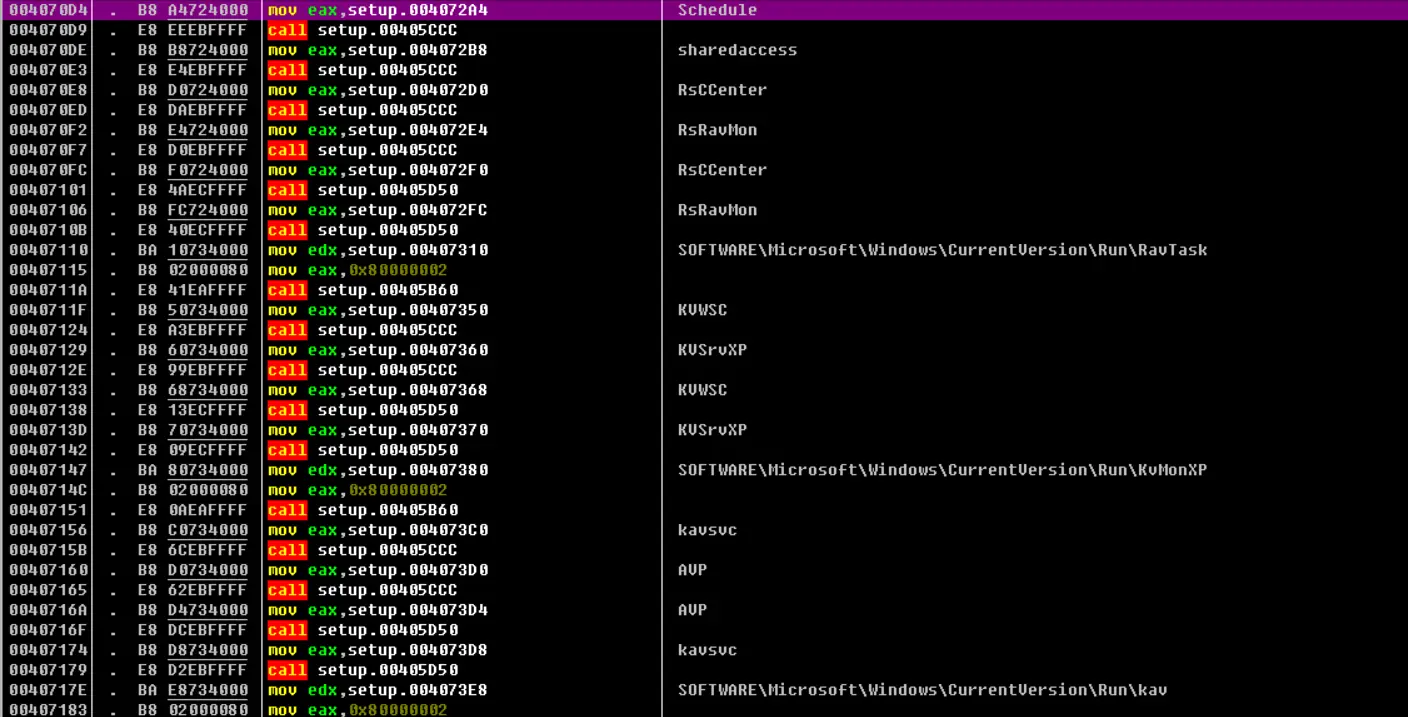 004070D4 . B8 A4724000 mov eax,setup.004072A4 Schedule
004070D9 . E8 EEEBFFFF call setup.00405CCC
004070DE . B8 B8724000 mov eax,setup.004072B8 sharedaccess
004070E3 . E8 E4EBFFFF call setup.00405CCC
004070E8 . B8 D0724000 mov eax,setup.004072D0 RsCCenter
004070ED . E8 DAEBFFFF call setup.00405CCC
004070F2 . B8 E4724000 mov eax,setup.004072E4 RsRavMon
004070F7 . E8 D0EBFFFF call setup.00405CCC
004070FC . B8 F0724000 mov eax,setup.004072F0 RsCCenter
00407101 . E8 4AECFFFF call setup.00405D50
00407106 . B8 FC724000 mov eax,setup.004072FC RsRavMon
0040710B . E8 40ECFFFF call setup.00405D50
00407110 . BA 10734000 mov edx,setup.00407310 SOFTWARE\Microsoft\Windows\CurrentVersion\Run\RavTask
00407115 . B8 02000080 mov eax,0x80000002
0040711A . E8 41EAFFFF call setup.00405B60
0040711F . B8 50734000 mov eax,setup.00407350 KVWSC
00407124 . E8 A3EBFFFF call setup.00405CCC
00407129 . B8 60734000 mov eax,setup.00407360 KVSrvXP
0040712E . E8 99EBFFFF call setup.00405CCC
00407133 . B8 68734000 mov eax,setup.00407368 KVWSC
00407138 . E8 13ECFFFF call setup.00405D50
0040713D . B8 70734000 mov eax,setup.00407370 KVSrvXP
00407142 . E8 09ECFFFF call setup.00405D50
00407147 . BA 80734000 mov edx,setup.00407380 SOFTWARE\Microsoft\Windows\CurrentVersion\Run\KvMonXP
0040714C . B8 02000080 mov eax,0x80000002
00407151 . E8 0AEAFFFF call setup.00405B60
00407156 . B8 C0734000 mov eax,setup.004073C0 kavsvc
0040715B . E8 6CEBFFFF call setup.00405CCC
00407160 . B8 D0734000 mov eax,setup.004073D0 AVP
00407165 . E8 62EBFFFF call setup.00405CCC
0040716A . B8 D4734000 mov eax,setup.004073D4 AVP
0040716F . E8 DCEBFFFF call setup.00405D50
00407174 . B8 D8734000 mov eax,setup.004073D8 kavsvc
00407179 . E8 D2EBFFFF call setup.00405D50
0040717E . BA E8734000 mov edx,setup.004073E8 SOFTWARE\Microsoft\Windows\CurrentVersion\Run\kav
00407183 . B8 02000080 mov eax,0x80000002